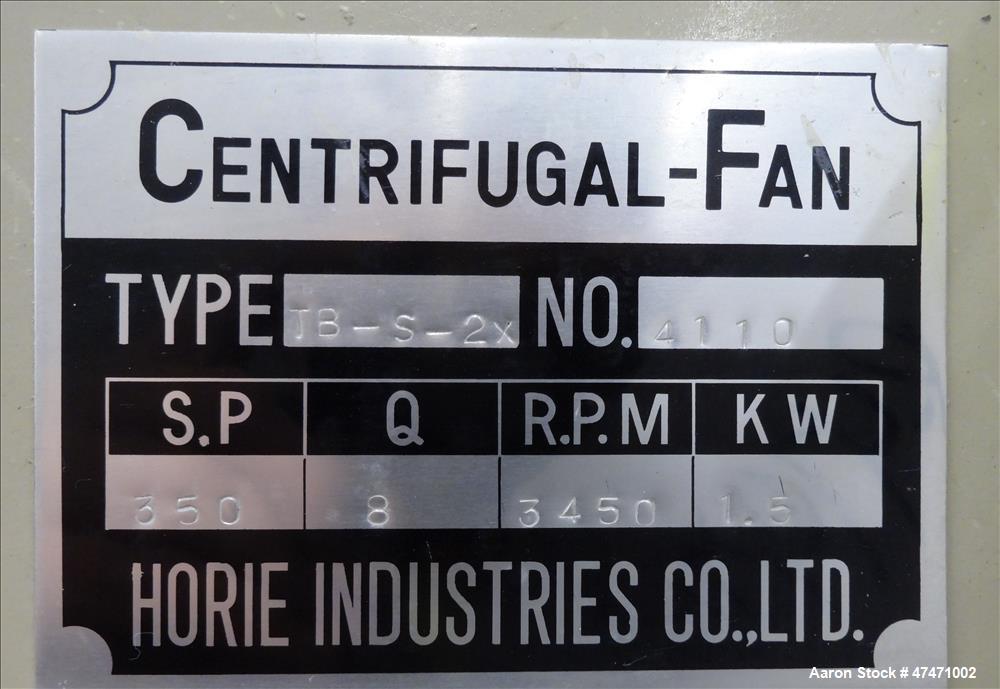 CENTRIFUGAL-FAN
TYPE JB-S-2x NO. 4110
S.P Q R.P.M KW
350 8 3450 1.5
HORIE INDUSTRIES CO.,LTD.
Aaron Stock # 47471002